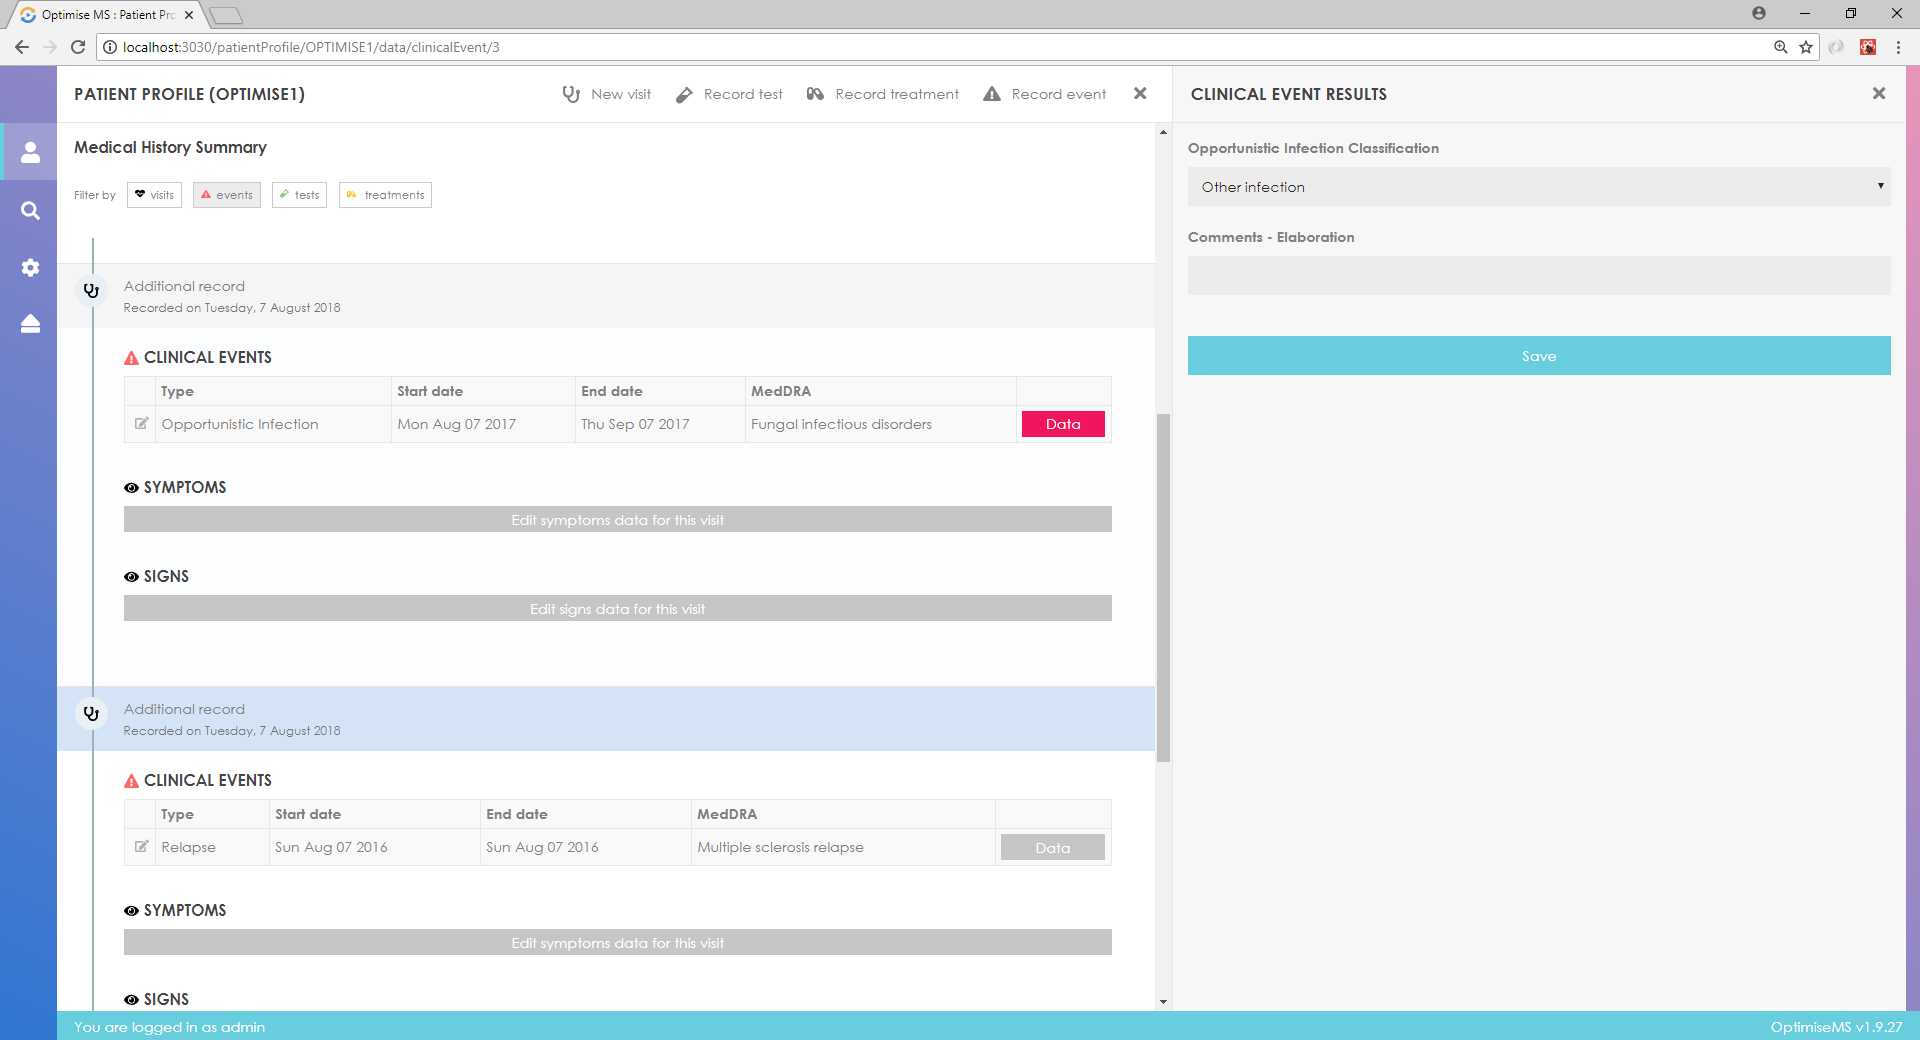 Optimise MS : Patient Pro
localhost:3030/patientProfile/OPTIMISE1/data/clinicalEvent/3
PATIENT PROFILE (OPTIMISE1)
New visit
Record test
Record treatment
Record event
Medical History Summary
Filter by
visits
events
tests
treatments
Additional record
Recorded on Tuesday, 7 August 2018
CLINICAL EVENTS
Type Start date End date MedDRA
Opportunistic Infection Mon Aug 07 2017 Thu Sep 07 2017 Fungal infectious disorders Data
SYMPTOMS
Edit symptoms data for this visit
SIGNS
Edit signs data for this visit
Additional record
Recorded on Tuesday, 7 August 2018
CLINICAL EVENTS
Type Start date End date MedDRA
Relapse Sun Aug 07 2016 Sun Aug 07 2016 Multiple sclerosis relapse Data
SYMPTOMS
Edit symptoms data for this visit
SIGNS
CLINICAL EVENT RESULTS
Opportunistic Infection Classification
Other infection
Comments - Elaboration
Save
You are logged in as admin
OptimiseMS v1.9.27